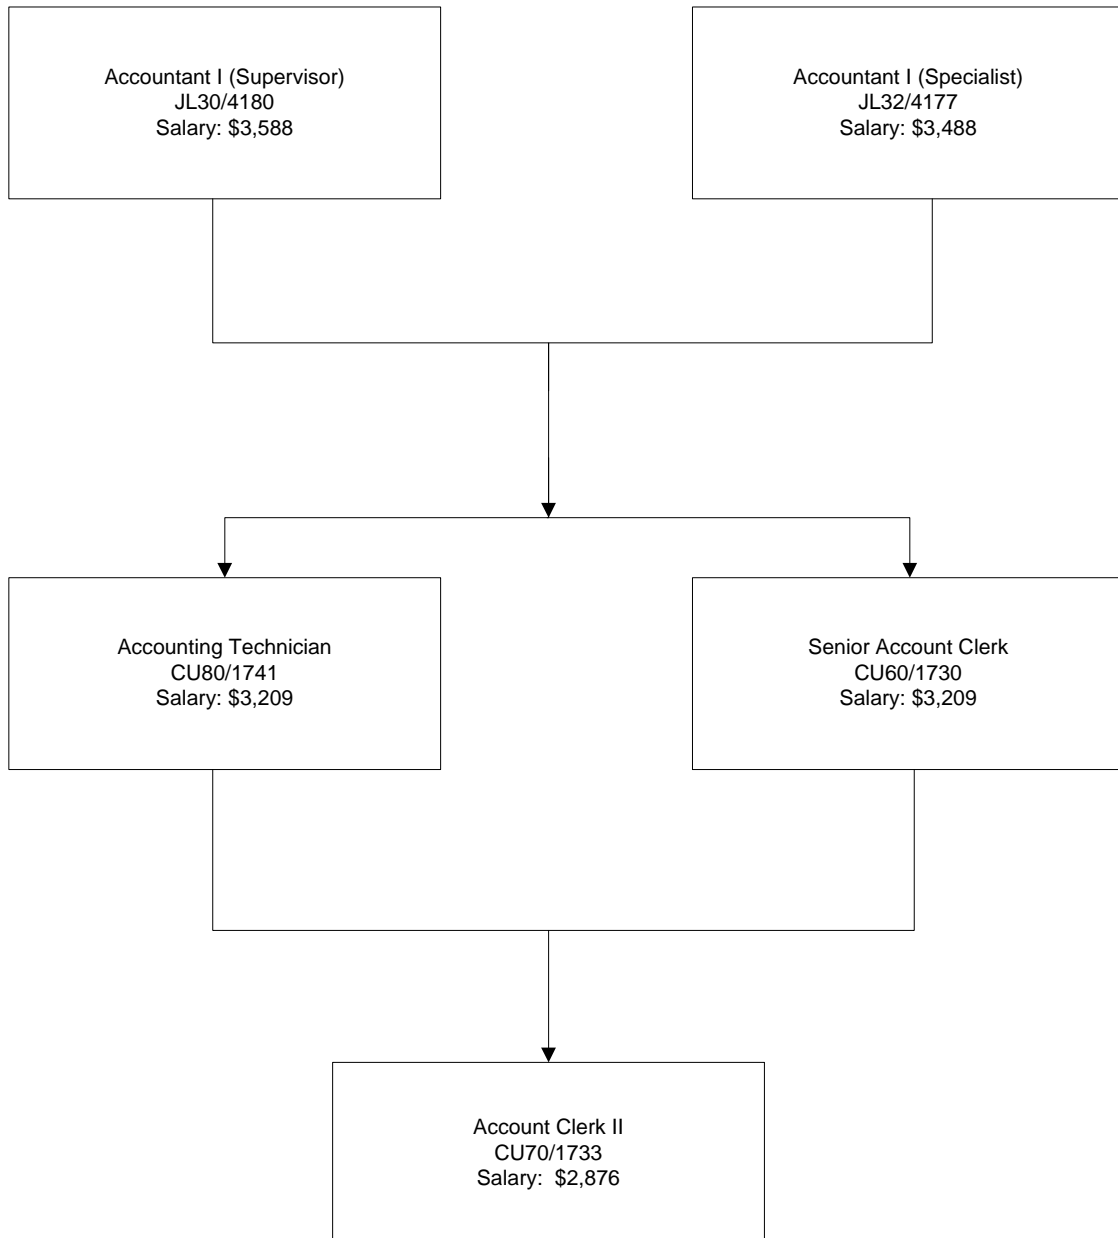 Accountant I (Supervisor)
JL30/4180
Salary: $3,588
Accountant I (Specialist)
JL32/4177
Salary: $3,488
Accounting Technician
CU80/1741
Salary: $3,209
Senior Account Clerk
CU60/1730
Salary: $3,209
Account Clerk II
CU70/1733
Salary:  $2,876